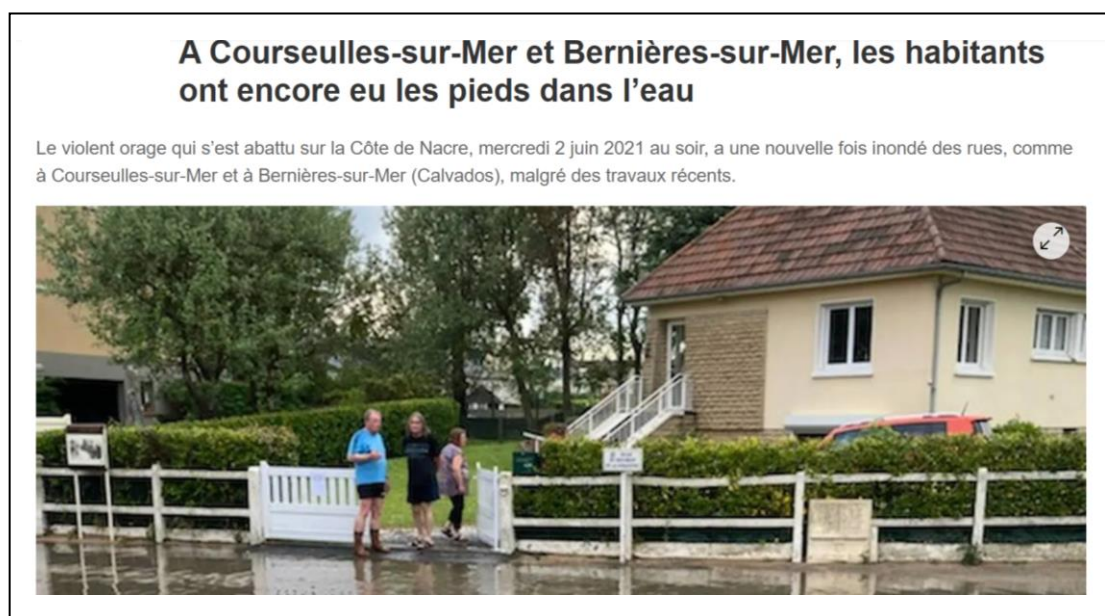 A Courseulles-sur-Mer et Bernières-sur-Mer, les habitants
ont encore eu les pieds dans l’eau
Le violent orage qui s’est abattu sur la Côte de Nacre, mercredi 2 juin 2021 au soir, a une nouvelle fois inondé des rues, comme
à Courseulles-sur-Mer et à Bernières-sur-Mer (Calvados), malgré des travaux récents.